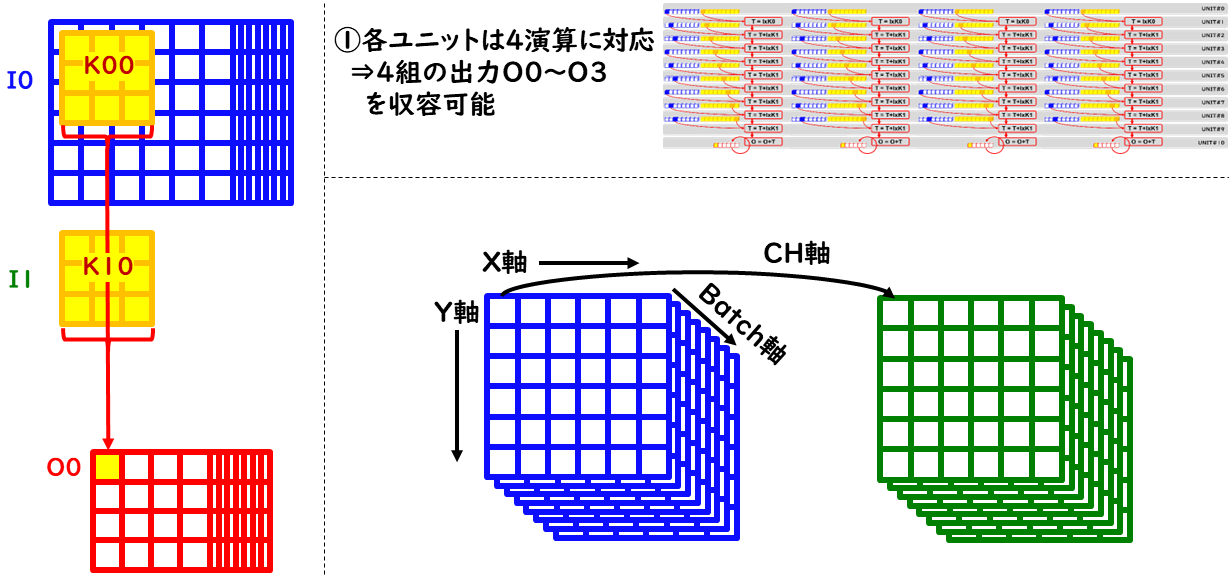 I0
K00
I1
K10
O0
①各ユニットは4演算に対応
⇒4組の出力O0～O3
を収容可能
UNIT#0
T = IxK0 T = IxK0 T = IxK0 T = IxK0 UNIT#1
T = T+IxK1 T = T+IxK1 T = T+IxK1 T = T+IxK1 UNIT#2
T = T+IxK1 T = T+IxK1 T = T+IxK1 T = T+IxK1 UNIT#3
T = T+IxK1 T = T+IxK1 T = T+IxK1 T = T+IxK1 UNIT#4
T = T+IxK1 T = T+IxK1 T = T+IxK1 T = T+IxK1 UNIT#5
T = T+IxK1 T = T+IxK1 T = T+IxK1 T = T+IxK1 UNIT#6
T = T+IxK1 T = T+IxK1 T = T+IxK1 T = T+IxK1 UNIT#7
T = T+IxK1 T = T+IxK1 T = T+IxK1 T = T+IxK1 UNIT#8
T = T+IxK1 T = T+IxK1 T = T+IxK1 T = T+IxK1 UNIT#9
O = O+T O = O+T O = O+T O = O+T UNIT#10
X軸
CH軸
Y軸
Batch軸